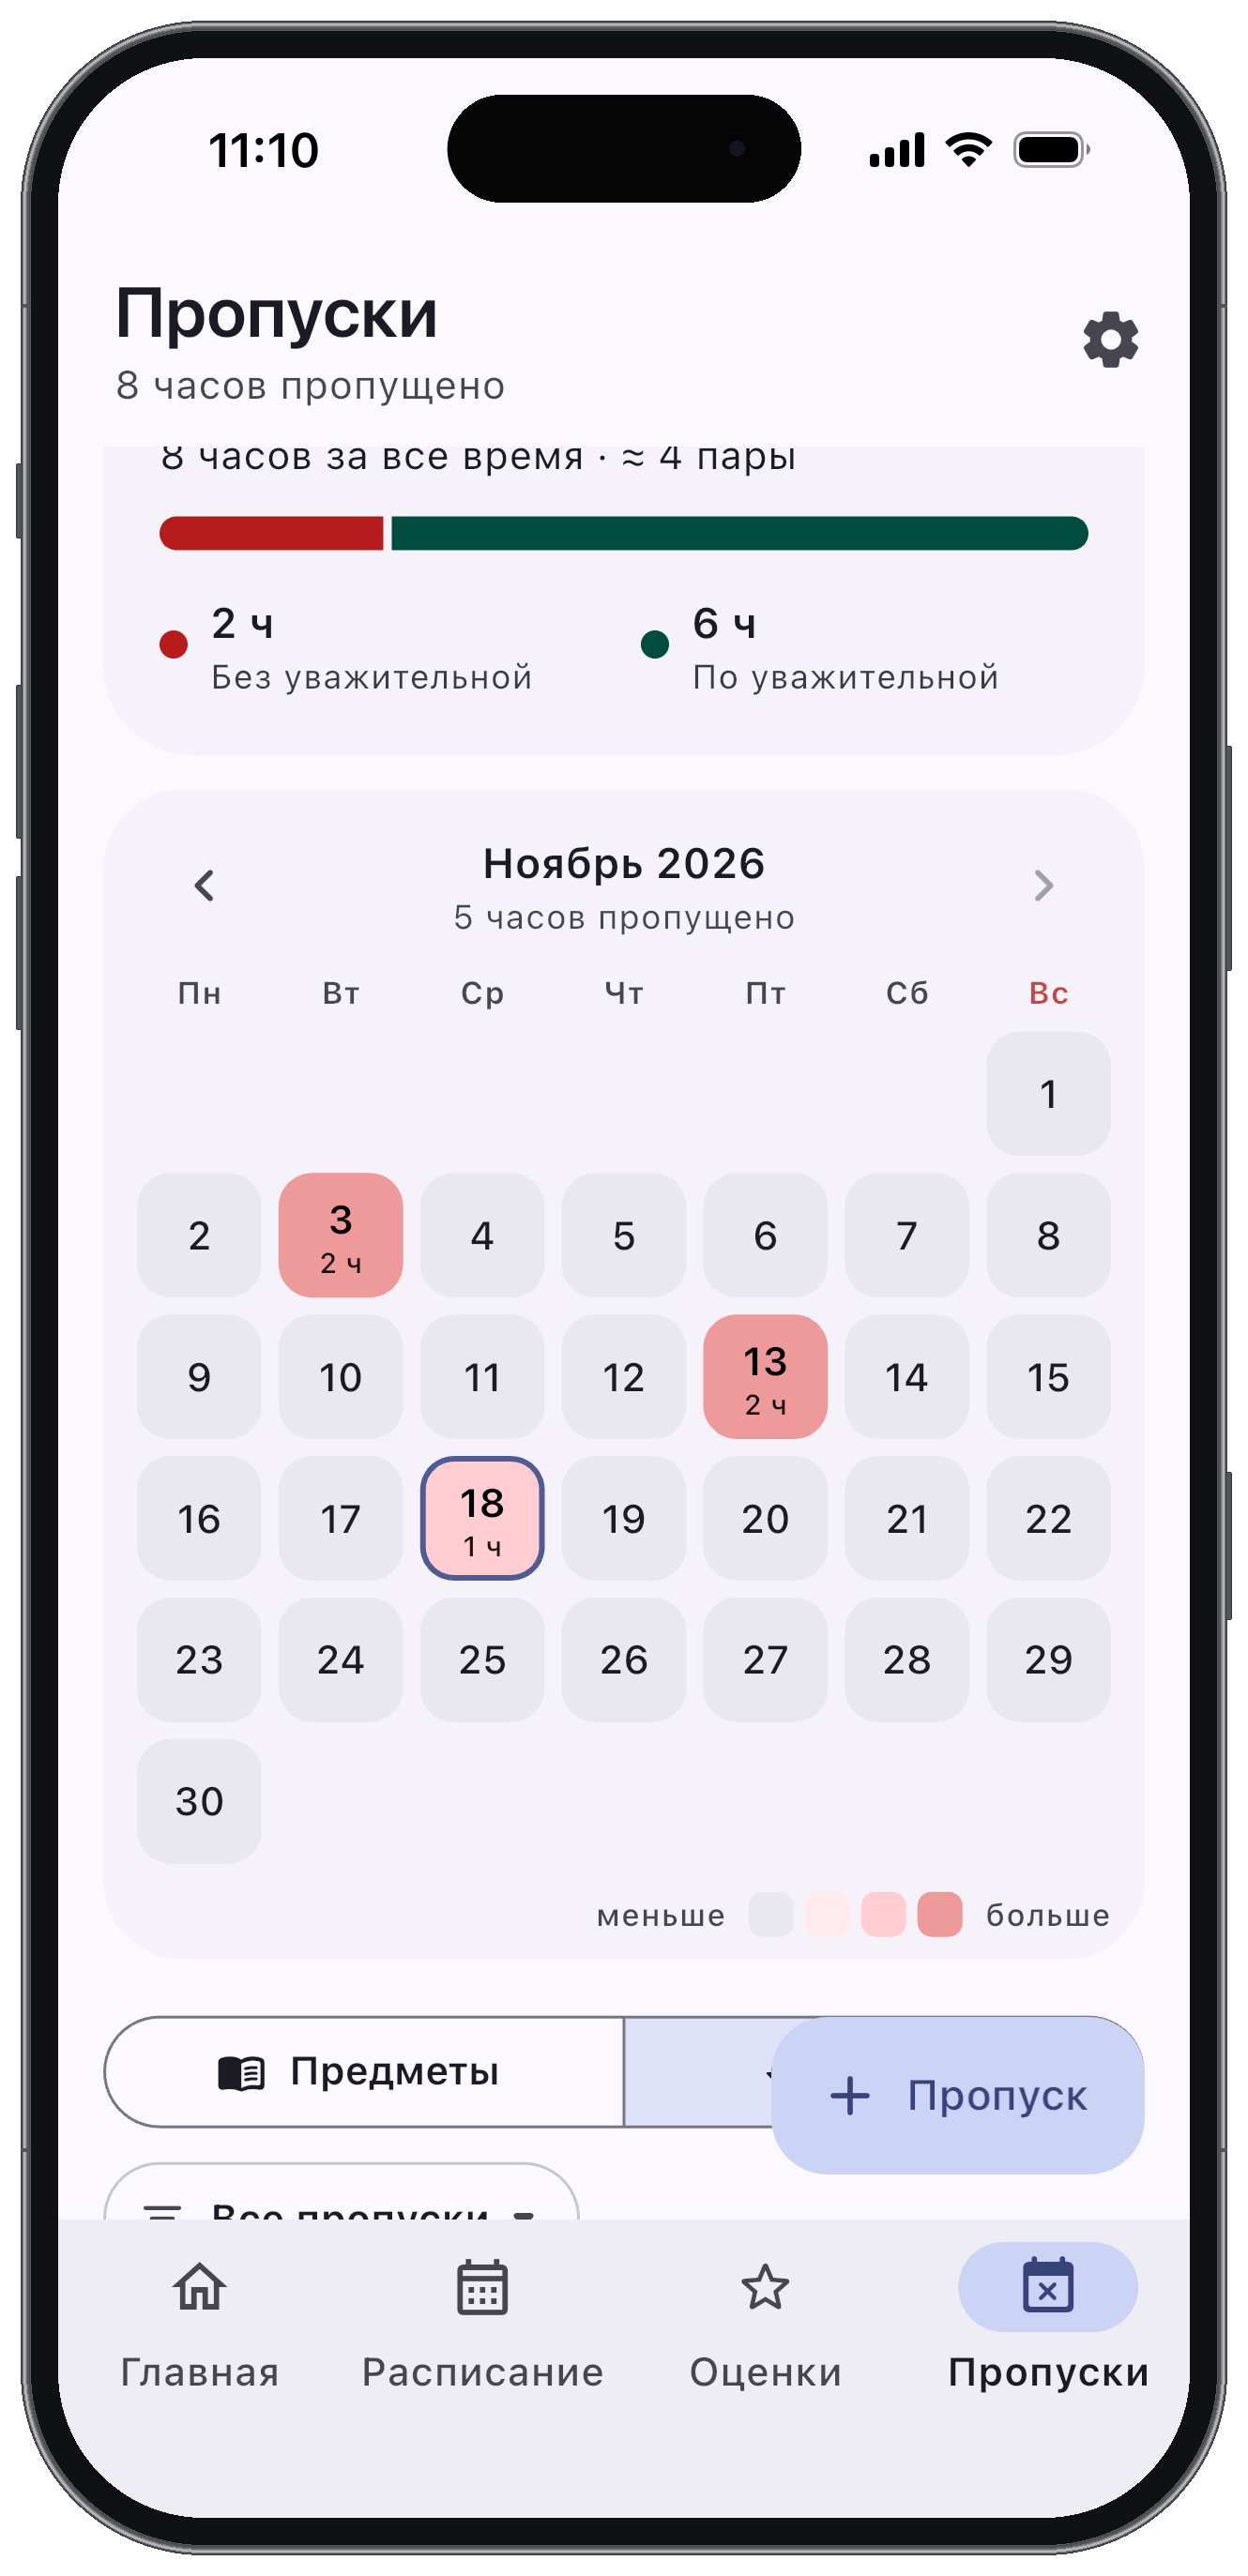 11:10
Пропуски
8 часов пропущено
8 часов за все время · ≈ 4 пары
2 ч
Без уважительной
6 ч
По уважительной
Ноябрь 2026
5 часов пропущено
Пн Вт Ср Чт Пт Сб Вс
1
2 3 4 5 6 7 8
2 ч
9 10 11 12 13 14 15
2 ч
16 17 18 19 20 21 22
1 ч
23 24 25 26 27 28 29
30
меньше больше
Предметы
+ Пропуск
Все пропуски
Главная Расписание Оценки Пропуски